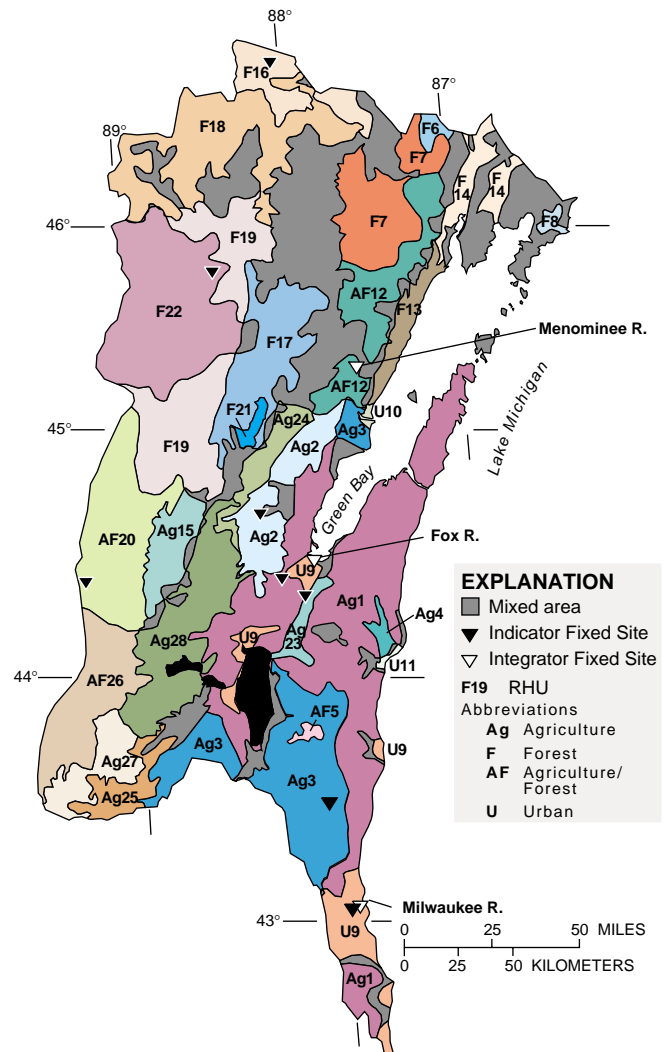 88°
F16
87°
F6
F18
89°
F7
F
14
F
14
F8
46°
F19
F7
AF12
F13
F22
F17
Menominee R.
AF12
Lake Michigan
F21
U10
45°
Ag24
Ag3
F19
Ag2
Green Bay
Ag15
AF20
Ag2
Fox R.
U9
EXPLANATION
Mixed area
Indicator Fixed Site
Integrator Fixed Site
F19 RHU
Abbreviations
Ag Agriculture
F Forest
AF Agriculture/
Forest
U Urban
Ag1
Ag4
Ag
23
U9
Ag28
U11
44°
AF26
AF5
Ag3
U9
Ag27
Ag3
Ag25
Milwaukee R.
43°
U9
0 25 50 MILES
0 25 50 KILOMETERS
Ag1